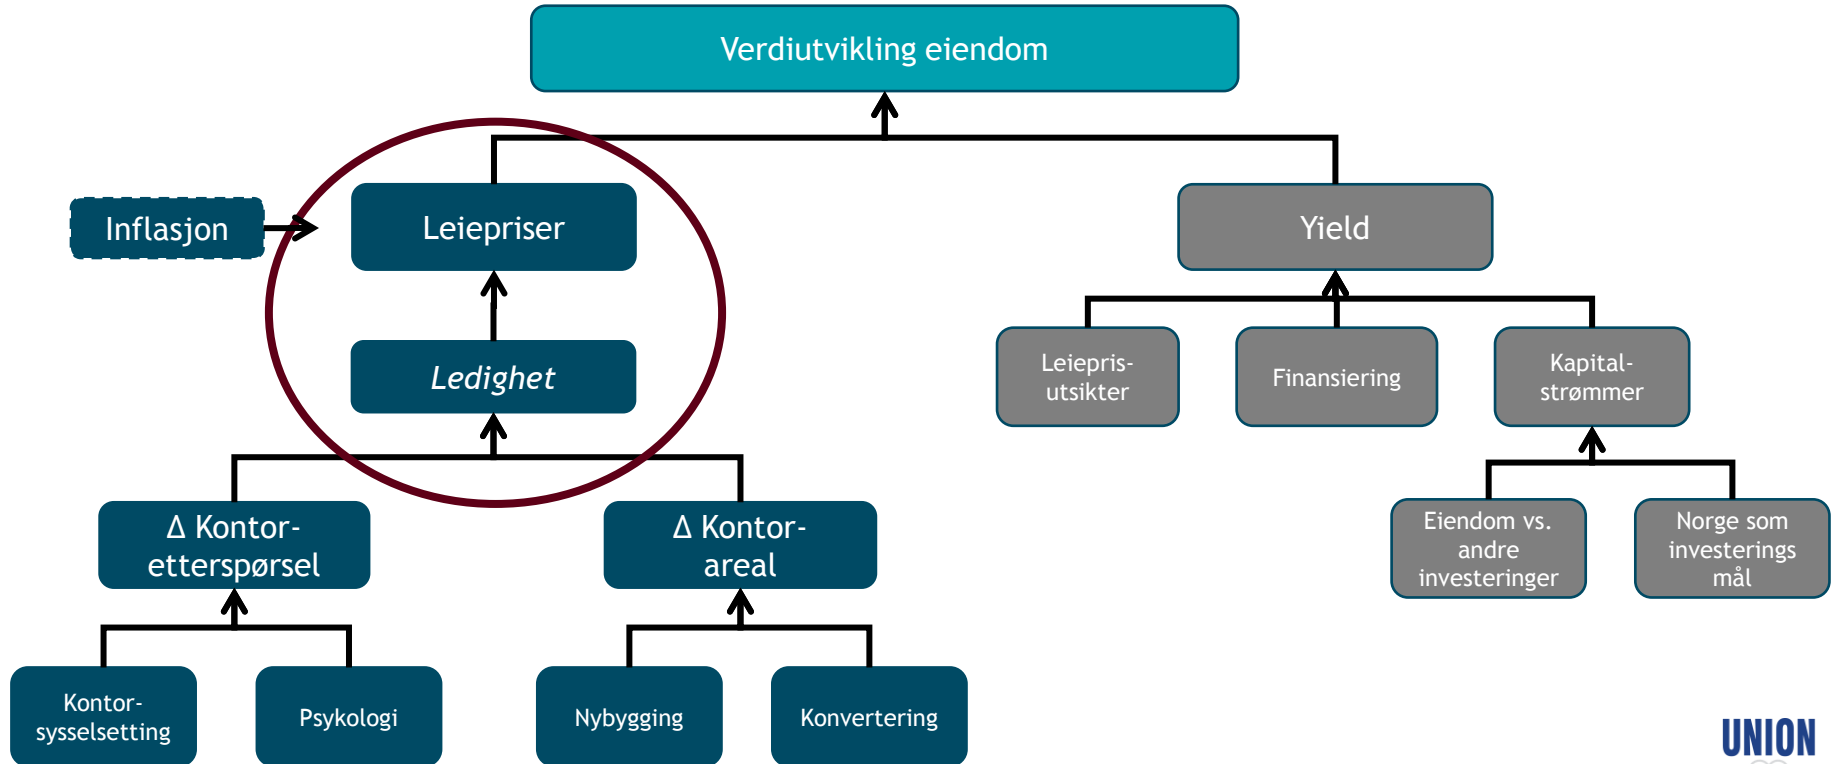 Verdiutvikling eiendom
Inflasjon
Leiepriser
Yield
Ledighet
Leiepris-
utsikter
Finansiering
Kapital-
strømmer
Δ Kontor-
etterspørsel
Δ Kontor-
areal
Eiendom vs.
andre
investeringer
Norge som
investerings
mål
Kontor-
sysselsetting
Psykologi
Nybygging
Konvertering
UNION